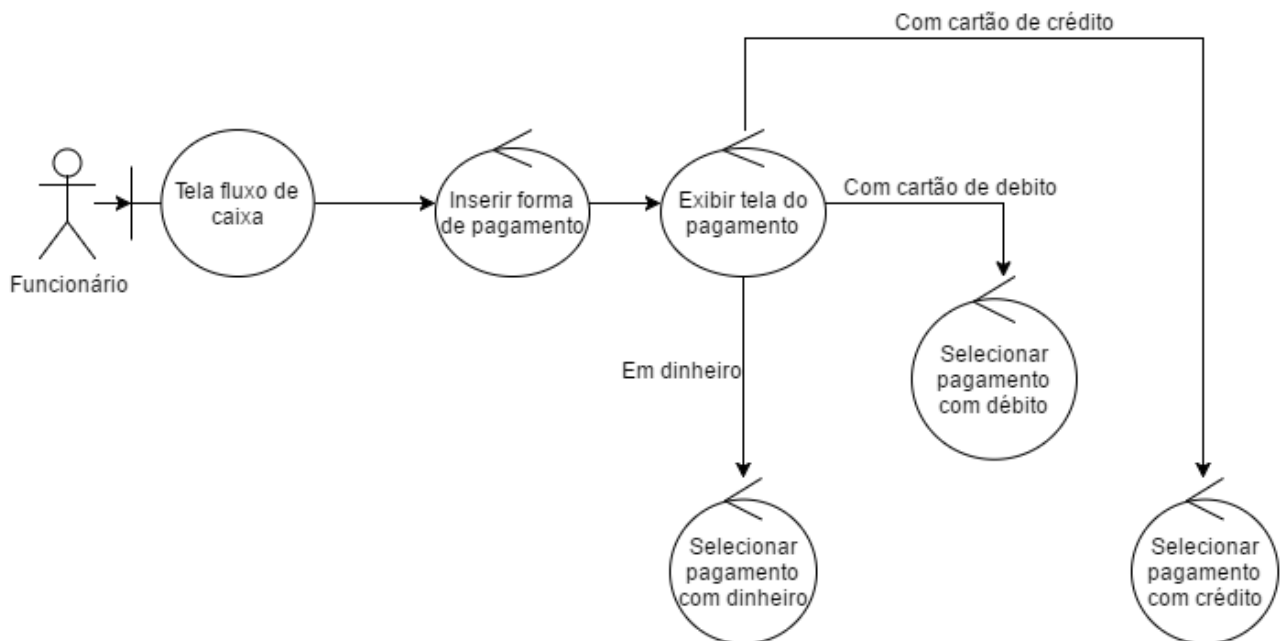 Com cartão de crédito
Tela fluxo de
caixa
Inserir forma
de pagamento
Exibir tela do
pagamento
Com cartão de debito
Funcionário
Em dinheiro
Selecionar
pagamento
com débito
Selecionar
pagamento
com dinheiro
Selecionar
pagamento
com crédito